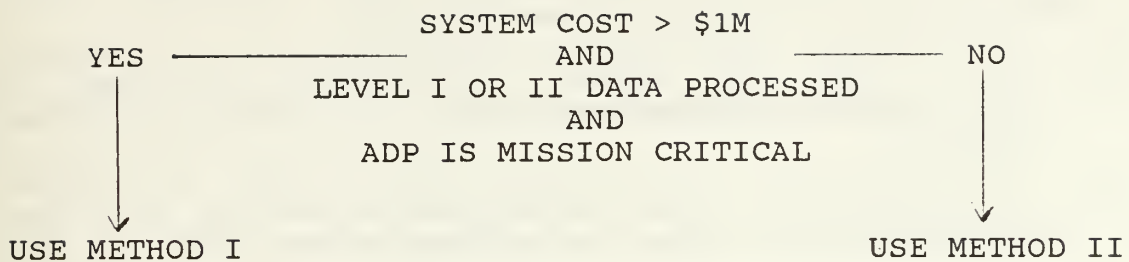 SYSTEM COST > $1M
YES AND NO
LEVEL I OR II DATA PROCESSED
AND
ADP IS MISSION CRITICAL
USE METHOD I USE METHOD II